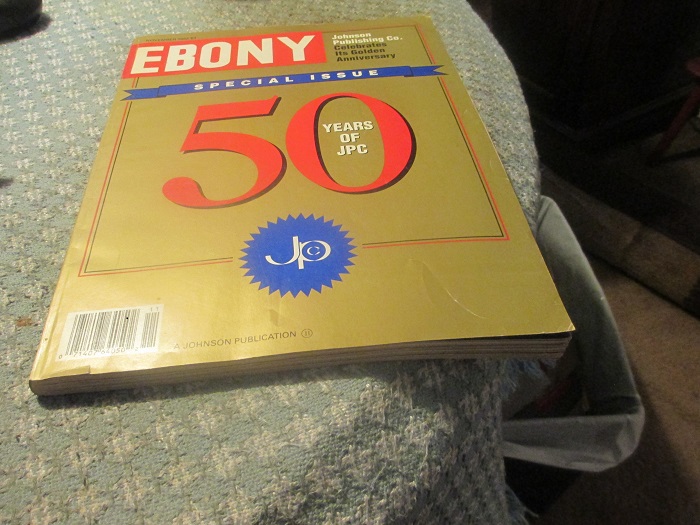 EBONY
Johnson
Publishing Co.
Celebrates
Its Golden
Anniversary
SPECIAL ISSUE
50
YEARS
OF
JPC
JPC
A JOHNSON PUBLICATION